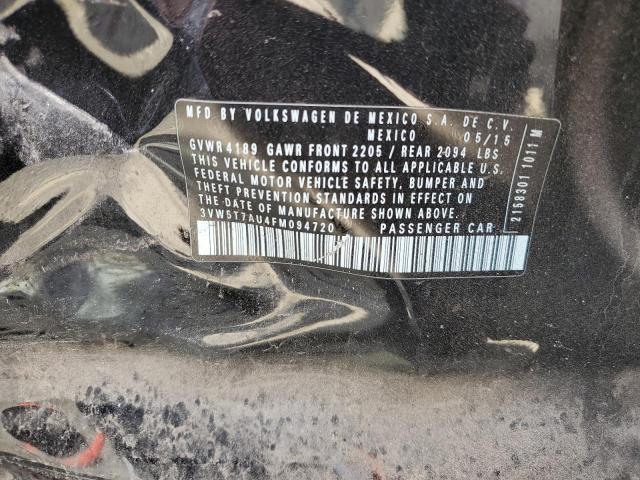 MFD BY VOLKSWAGEN DE MEXICO S.A. DE C.V.
MEXICO 05/15
GVWR 4189 GAWR FRONT 2205 / REAR 2094 LBS
THIS VEHICLE CONFORMS TO ALL APPLICABLE U.S.
FEDERAL MOTOR VEHICLE SAFETY, BUMPER AND
THEFT PREVENTION STANDARDS IN EFFECT ON
THE DATE OF MANUFACTURE SHOWN ABOVE.
3VW5T7AU4FM094720 PASSENGER CAR
2158301 1011 M